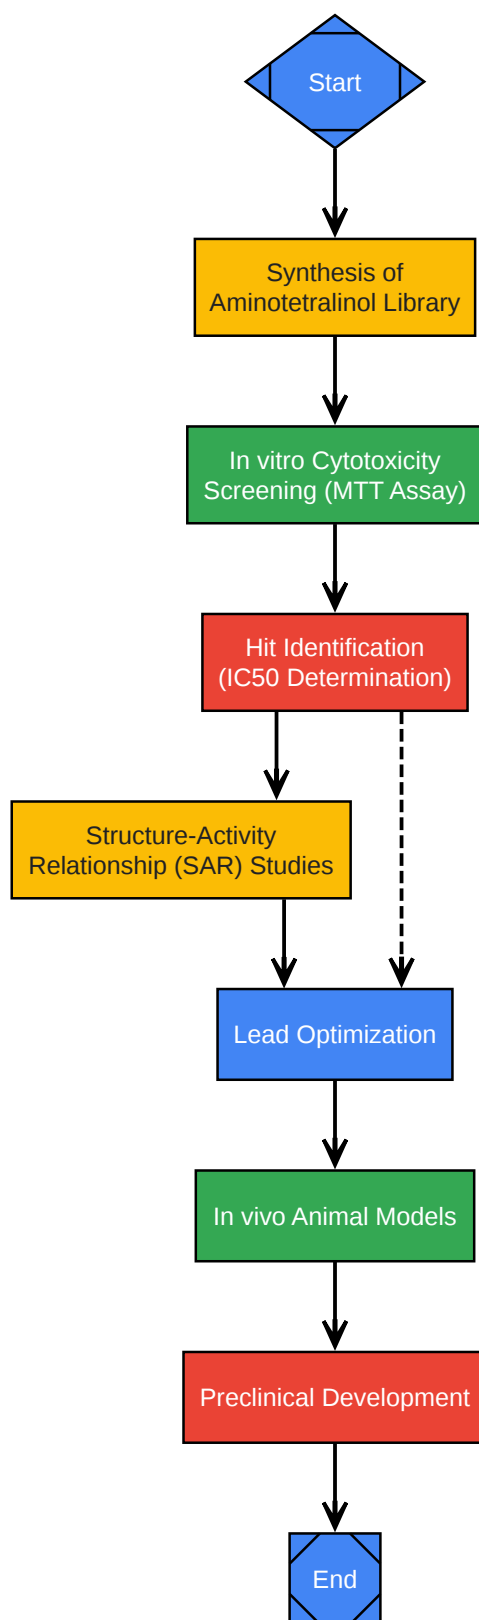 Start
Synthesis of
Aminotetralinol Library
In vitro Cytotoxicity
Screening (MTT Assay)
Hit Identification
(IC50 Determination)
Structure-Activity
Relationship (SAR) Studies
Lead Optimization
In vivo Animal Models
Preclinical Development
End